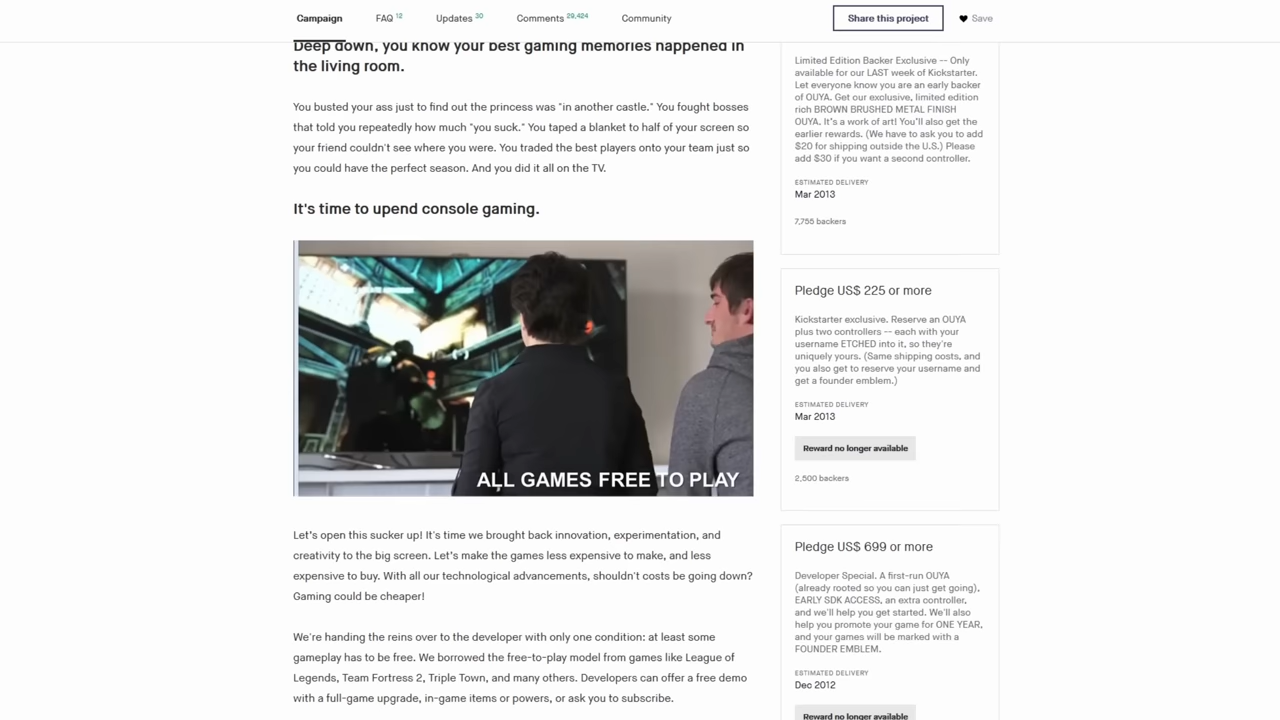 Campaign FAQ 12 Updates 30 Comments 29,424 Community Share this project Save
Deep down, you know your best gaming memories happened in
the living room.
You busted your ass just to find out the princess was "in another castle." You fought bosses
that told you repeatedly how much "you suck." You taped a blanket to half of your screen so
your friend couldn't see where you were. You traded the best players onto your team just so
you could have the perfect season. And you did it all on the TV.
It's time to upend console gaming.
ALL GAMES FREE TO PLAY
Let's open this sucker up! It's time we brought back innovation, experimentation, and
creativity to the big screen. Let's make the games less expensive to make, and less
expensive to buy. With all our technological advancements, shouldn't costs be going down?
Gaming could be cheaper!
We're handing the reins over to the developer with only one condition: at least some
gameplay has to be free. We borrowed the free-to-play model from games like League of
Legends, Team Fortress 2, Triple Town, and many others. Developers can offer a free demo
with a full-game upgrade, in-game items or powers, or ask you to subscribe.
Limited Edition Backer Exclusive -- Only
available for our LAST week of Kickstarter.
Let everyone know you are an early backer
of OUYA. Get our exclusive, limited edition
rich BROWN BRUSHED METAL FINISH
OUYA. It's a work of art! You'll also get the
earlier rewards. (We have to ask you to add
$20 for shipping outside the U.S.) Please
add $30 if you want a second controller.
ESTIMATED DELIVERY
Mar 2013
7,755 backers
Pledge US$ 225 or more
Kickstarter exclusive. Reserve an OUYA
plus two controllers -- each with your
username ETCHED into it, so they're
uniquely yours. (Same shipping costs, and
you also get to reserve your username and
get a founder emblem.)
ESTIMATED DELIVERY
Mar 2013
Reward no longer available
2,500 backers
Pledge US$ 699 or more
Developer Special. A first-run OUYA
(already rooted so you can just get going),
EARLY SDK ACCESS, an extra controller,
and we'll help you get started. We'll also
help you promote your game for ONE YEAR,
and your games will be marked with a
FOUNDER EMBLEM.
ESTIMATED DELIVERY
Dec 2012
Reward no longer available